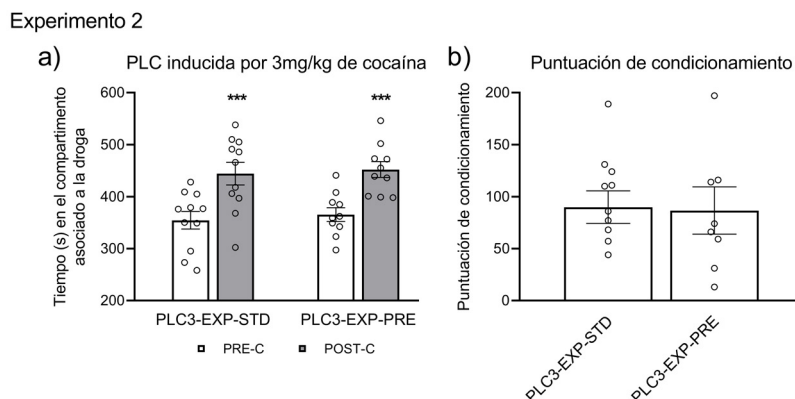 Experimento 2
a) PLC inducida por 3mg/kg de cocaína
Tiempo (s) en el compartimento
asociado a la droga
600
500
400
300
200
***
***
PLC3-EXP-STD
PLC3-EXP-PRE
PRE-C
POST-C
b) Puntuación de condicionamiento
Puntuación de condicionamiento
200
150
100
50
0
PLC3-EXP-STD
PLC3-EXP-PRE